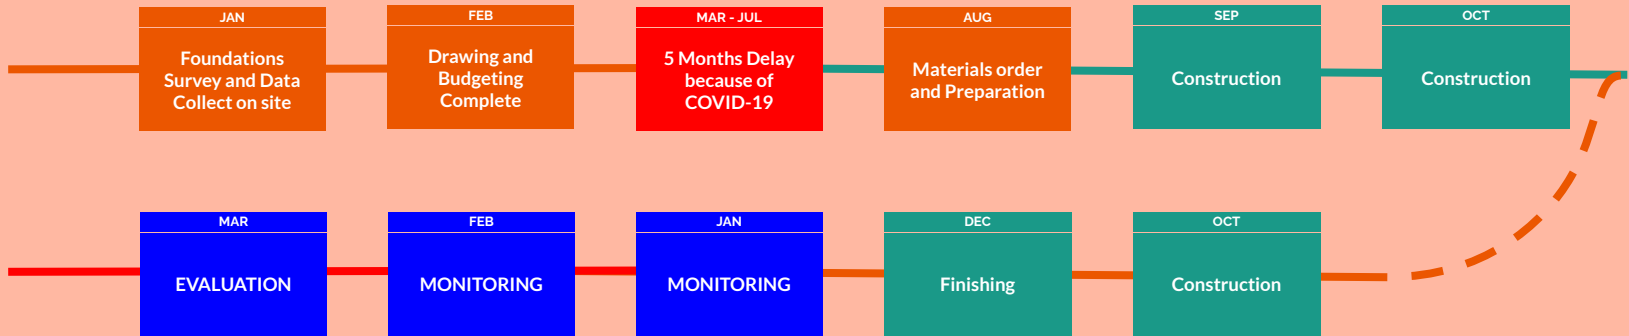 JAN
Foundations
Survey and Data
Collect on site
FEB
Drawing and
Budgeting
Complete
MAR - JUL
5 Months Delay
because of
COVID-19
AUG
Materials order
and Preparation
SEP
Construction
OCT
Construction
MAR
EVALUATION
FEB
MONITORING
JAN
MONITORING
DEC
Finishing
OCT
Construction